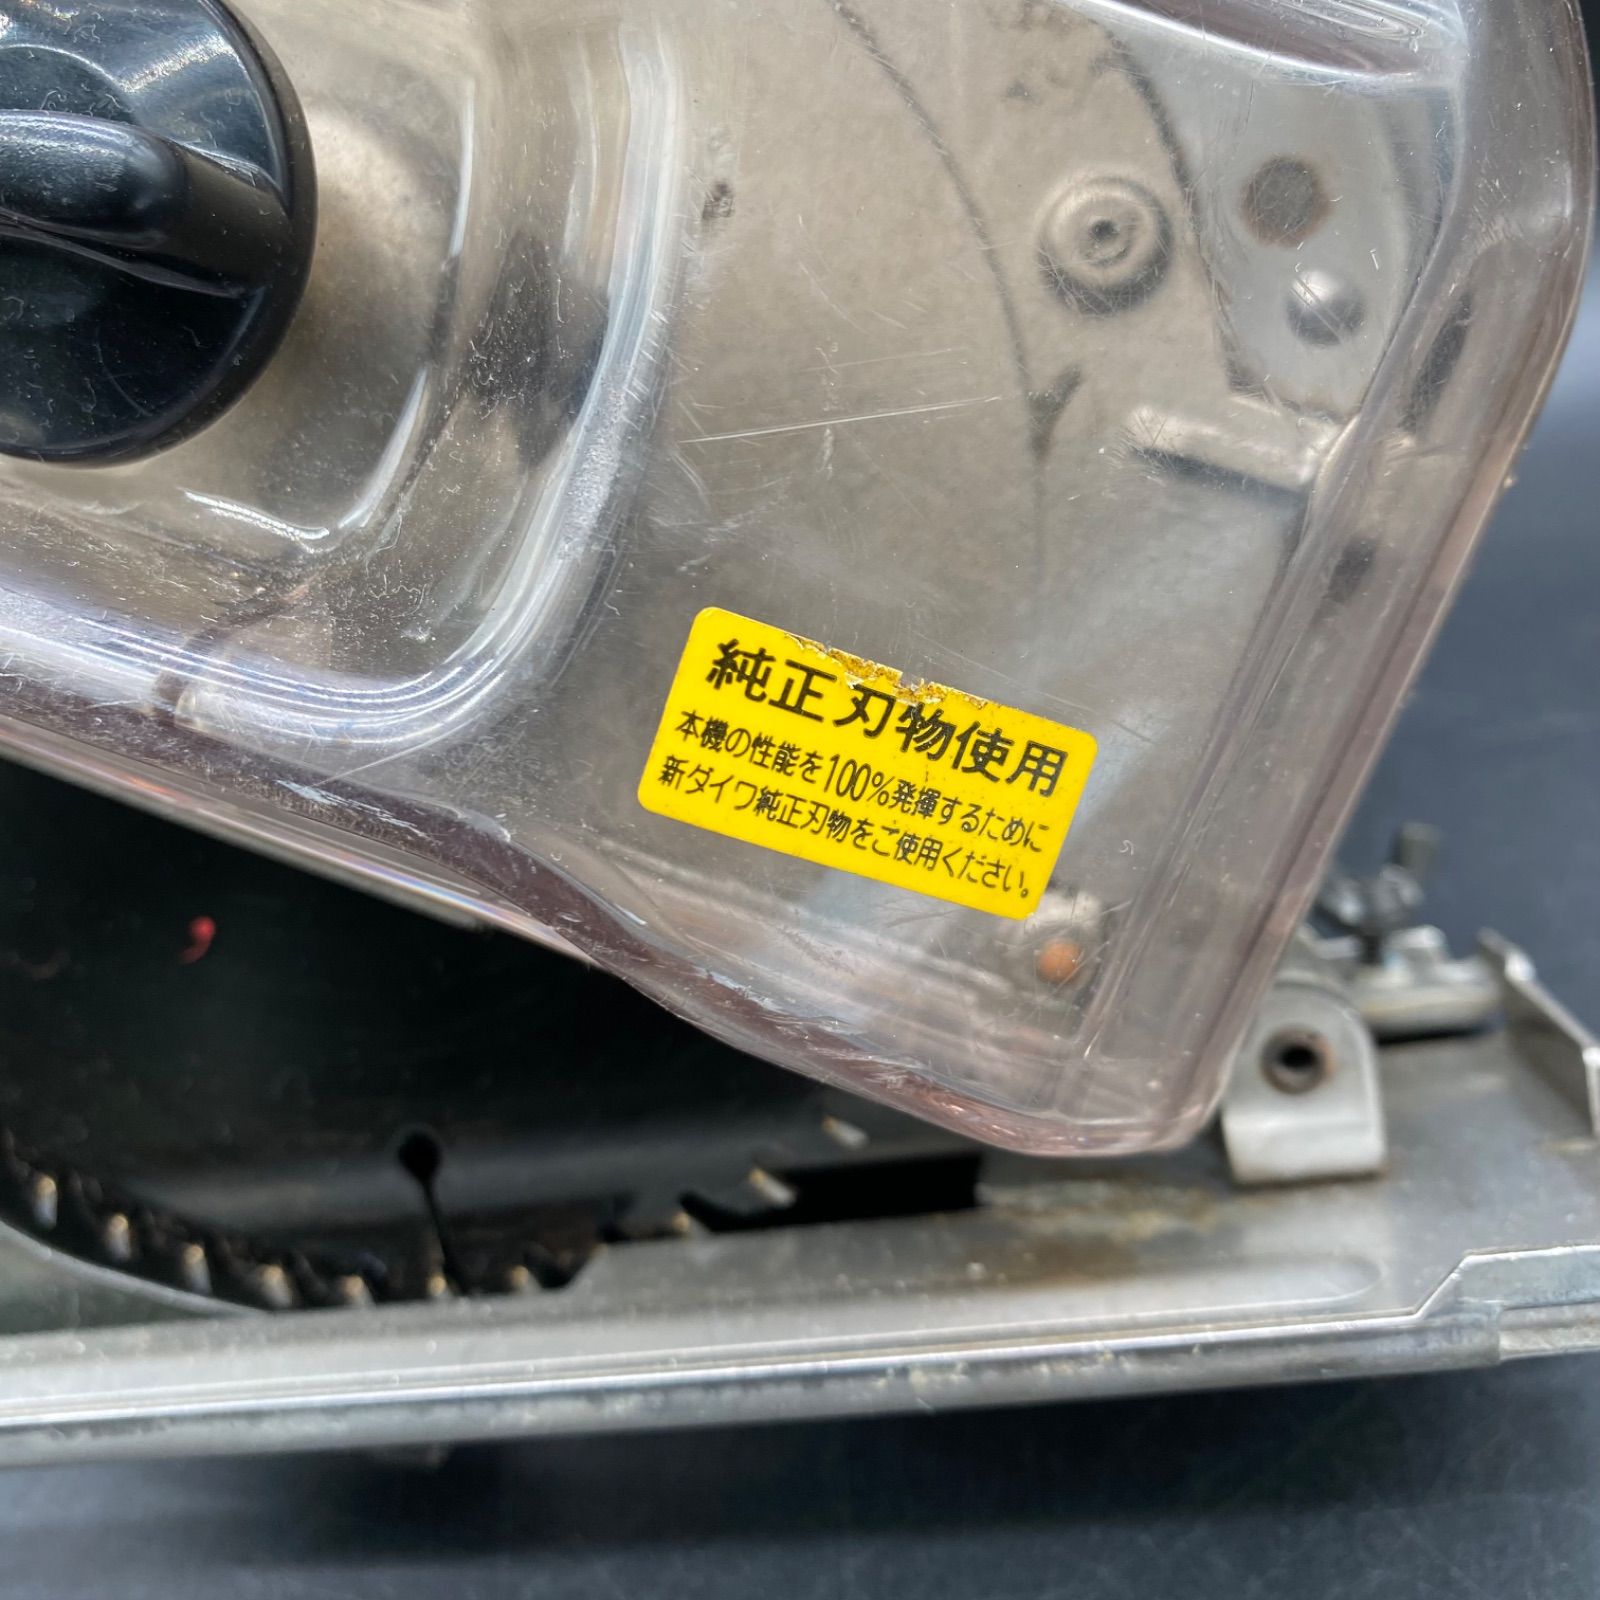 純正刃物使用
本機の性能を100%発揮するために
新ダイワ純正刃物をご使用ください。